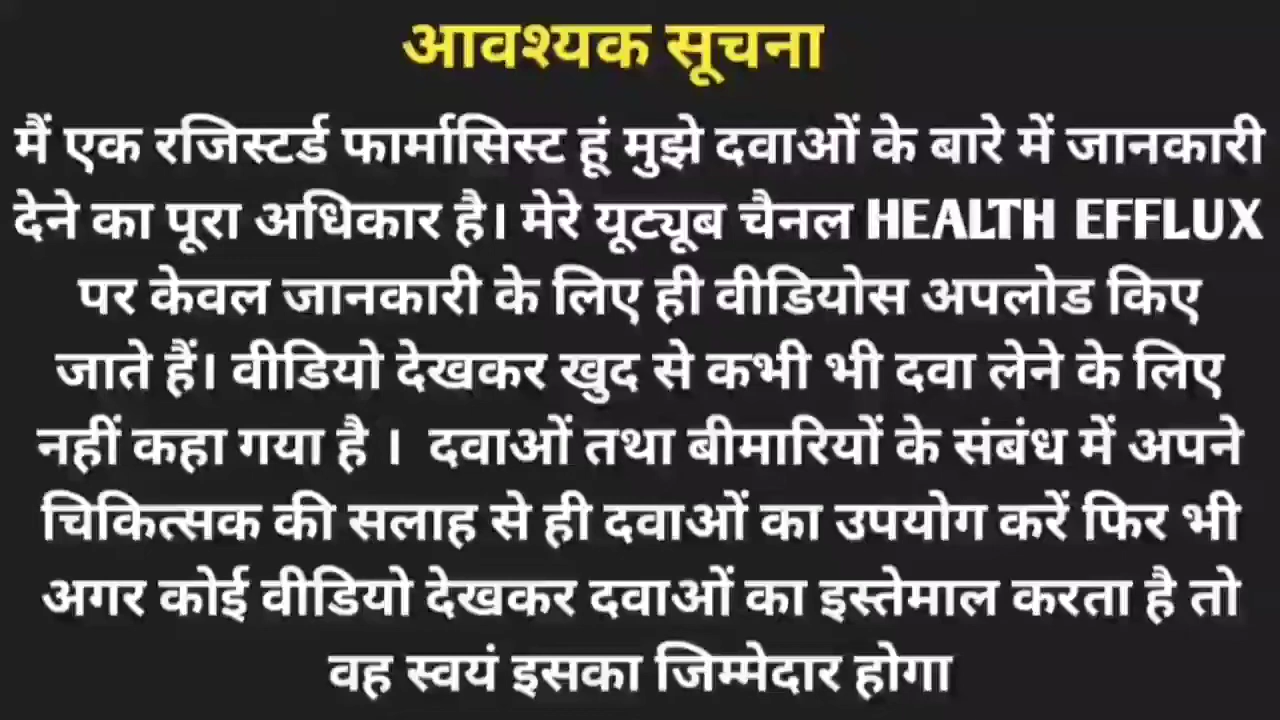 आवश्यक सूचना
मैं एक रजिस्टर्ड फार्मासिस्ट हूं मुझे दवाओं के बारे में जानकारी
देने का पूरा अधिकार है। मेरे यूट्यूब चैनल HEALTH EFFLUX
पर केवल जानकारी के लिए ही वीडियोस अपलोड किए
जाते हैं। वीडियो देखकर खुद से कभी भी दवा लेने के लिए
नहीं कहा गया है । दवाओं तथा बीमारियों के संबंध में अपने
चिकित्सक की सलाह से ही दवाओं का उपयोग करें फिर भी
अगर कोई वीडियो देखकर दवाओं का इस्तेमाल करता है तो
वह स्वयं इसका जिम्मेदार होगा